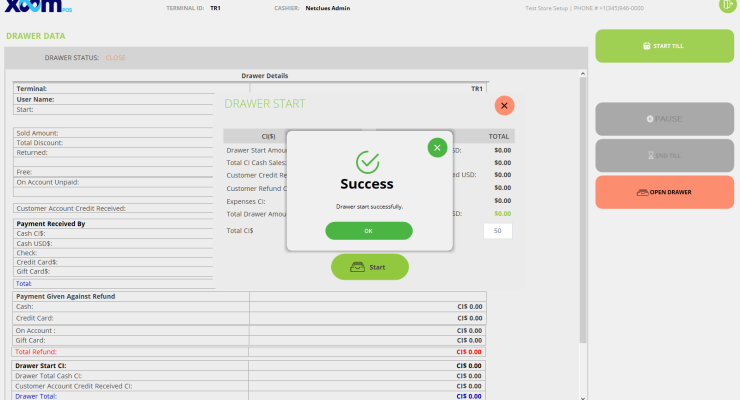 xoom POS
TERMINAL ID: TR1
CASHIER: Netclues Admin
Test Store Setup | PHONE # +1(345)946-0000
DRAWER DATA
START TILL
DRAWER STATUS: CLOSE
Drawer Details
Terminal: TR1
User Name:
Start:
DRAWER START
PAUSE
CI($)
TOTAL
Sold Amount:
Total Discount:
Returned:
Drawer Start Amou
SD: $0.00
Total CI Cash Sales: $0.00
END TILL
Free:
Customer Credit Re
ed USD: $0.00
On Account Unpaid:
Customer Refund C
$0.00
OPEN DRAWER
Expenses CI: $0.00
Customer Account Credit Received:
Total Drawer Amou
SD: $0.00
Success
Drawer start successfully.
OK
Payment Received By
Total CI$
50
Cash CI$:
Cash USD$:
Check:
Credit Card$:
Gift Card$:
Start
Total:
Payment Given Against Refund
Cash: CI$ 0.00
Credit Card: CI$ 0.00
On Account : CI$ 0.00
Gift Card: CI$ 0.00
Total Refund: CI$ 0.00
Drawer Start CI: CI$ 0.00
Drawer Total Cash CI: CI$ 0.00
Customer Account Credit Received CI: CI$ 0.00
Drawer Total: CI$ 0.00